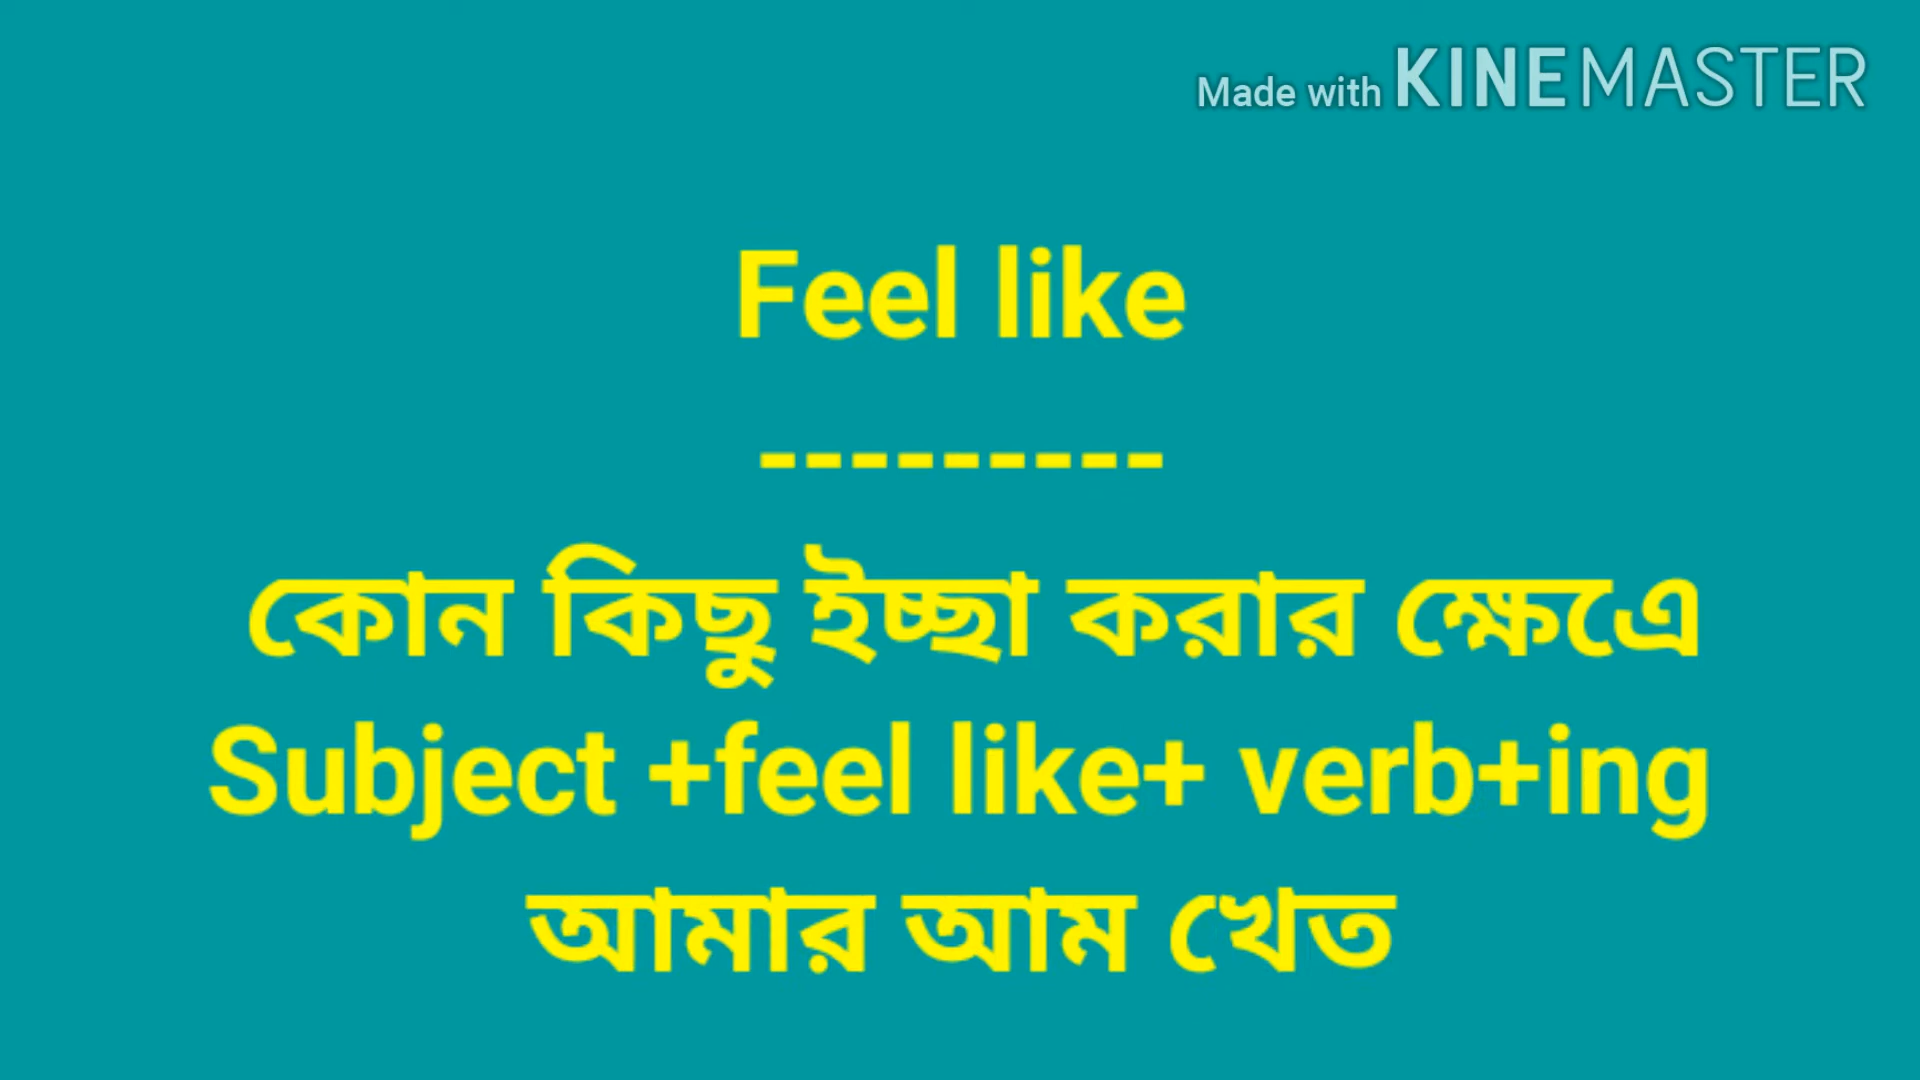 Made with KINEMASTER
Feel like
---------
কোন কিছু ইচ্ছা করার ক্ষেএে
Subject +feel like+ verb+ing
আমার আম খেত